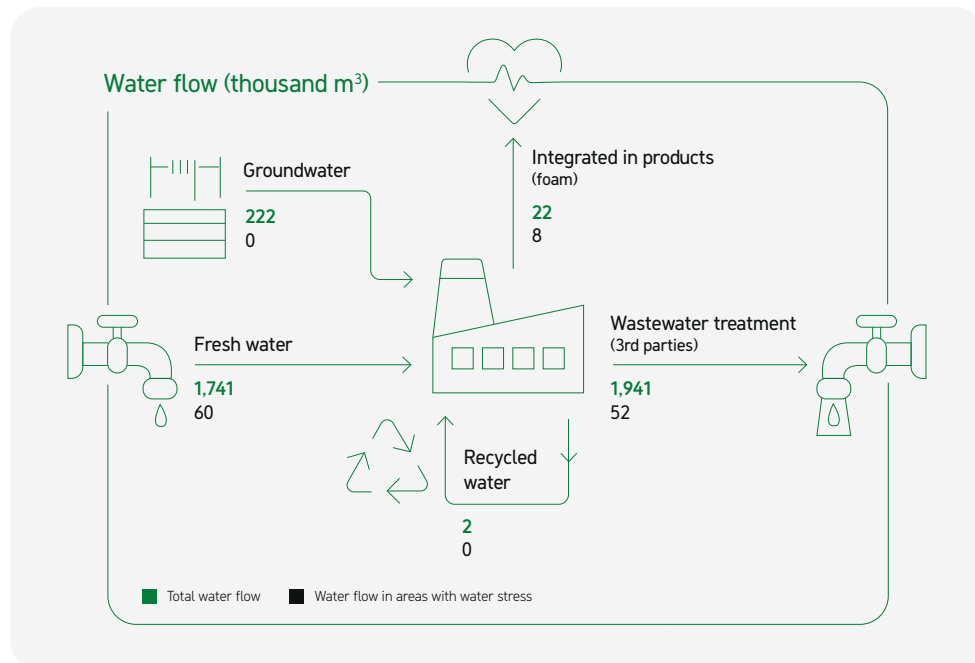 Water flow (thousand m³)
Groundwater
222
0
Integrated in products
(foam)
22
8
Fresh water
1,741
60
Wastewater treatment
(3rd parties)
1,941
52
Recycled
water
2
0
Total water flow
Water flow in areas with water stress